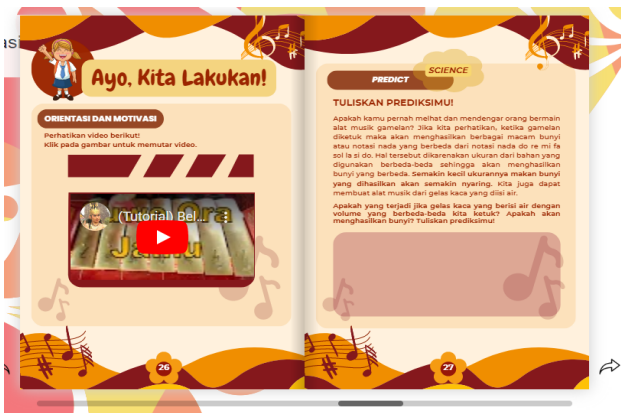 asi
Ayo, Kita Lakukan!
ORIENTASI DAN MOTIVASI
Perhatikan video berikut!
Klik pada gambar untuk memutar video.
(Tutorial) Bel
26
PREDICT
SCIENCE
TULISKAN PREDIKSIMU!
Apakah kamu pernah melhat dan mendengar orang bermain
alat musik gamelan? Jika kita perhatikan, ketika gamelan
diketuk maka akan menghasilkan berbagai macam bunyi
atau notasi nada yang berbeda dari notasi nada do re mi fa
sol la si do. Hal tersebut dikarenakan ukuran dari bahan yang
digunakan berbeda-beda sehingga akan menghasilkan
bunyi yang berbeda. Semakin kecil ukurannya makan bunyi
yang dihasilkan akan semakin nyaring. Kita juga dapat
membuat alat musik dari gelas kaca yang diisi air.
Apakah yang terjadi jika gelas kaca yang berisi air dengan
volume yang berbeda-beda kita ketuk? Apakah akan
menghasilkan bunyi? Tuliskan prediksimu!
27